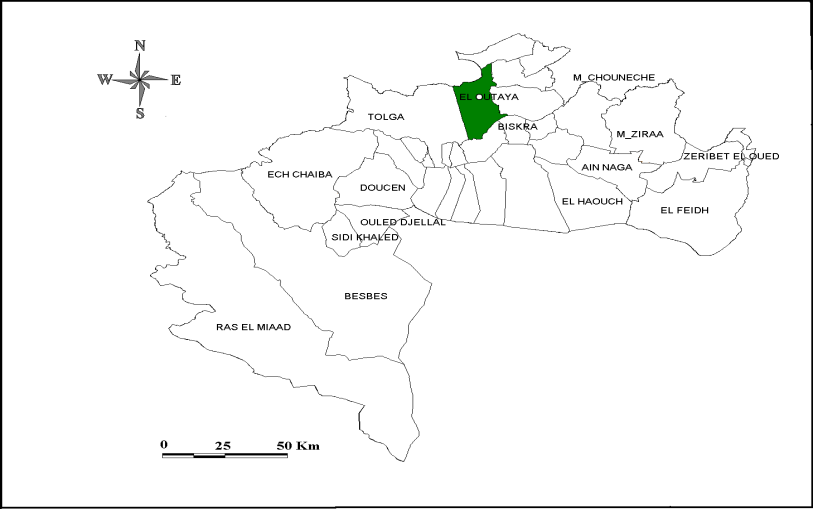 N
W E
S
M_CHOUNECHE
EL OUTAYA
TOLGA
BISKRA
M_ZIRAA
ZERIBET EL OUED
AIN NAGA
ECH CHAIBA
DOUCEN
EL HAOUCH
EL FEIDH
OULED DJELLAL
SIDI KHALED
BESBES
RAS EL MIAAD
0 25 50 Km